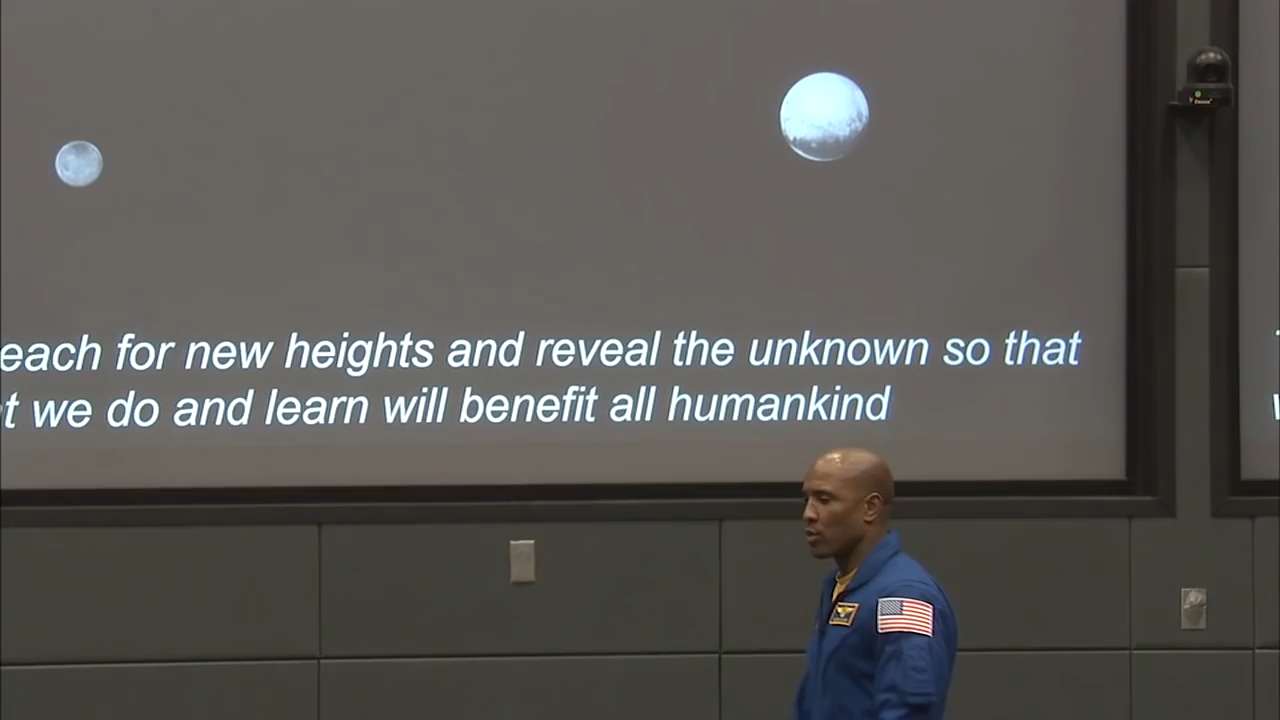 each for new heights and reveal the unknown so that
t we do and learn will benefit all humankind